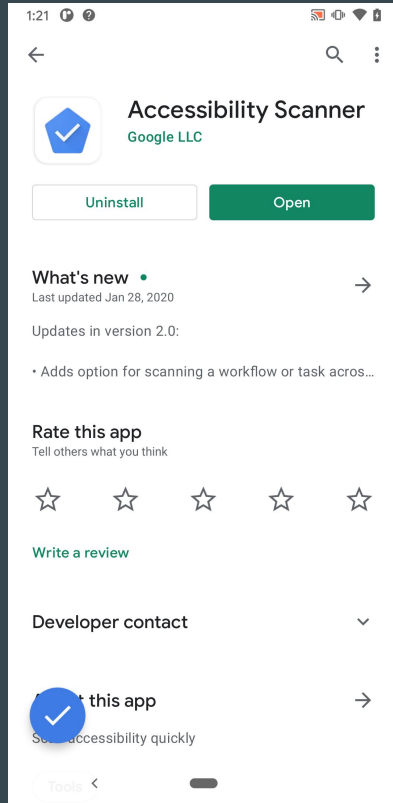 1:21
Accessibility Scanner
Google LLC
Uninstall
Open
What's new
Last updated Jan 28, 2020
Updates in version 2.0:
• Adds option for scanning a workflow or task acros…
Rate this app
Tell others what you think
Write a review
Developer contact
this app
accessibility quickly
Tools